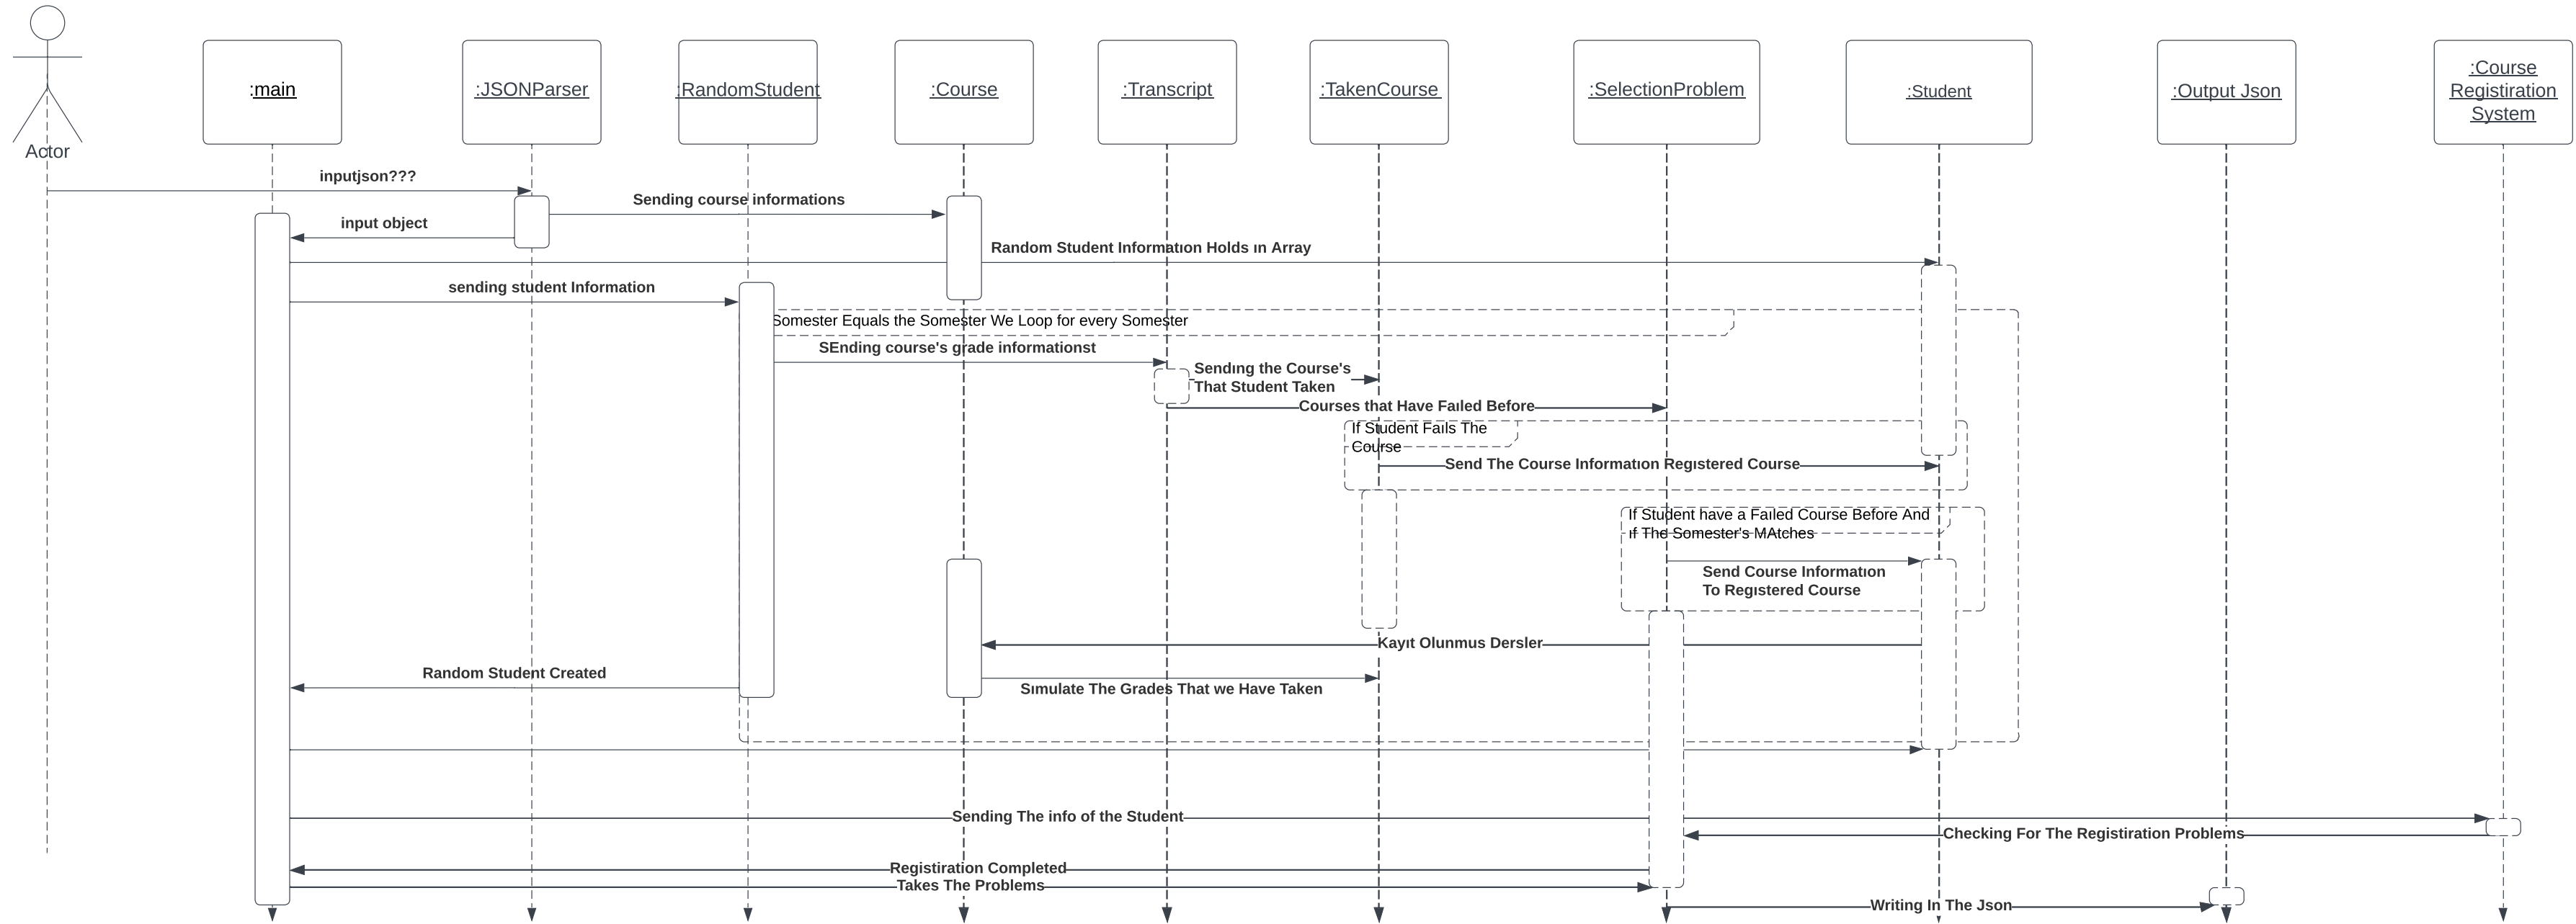 Actor
:main
:JSONParser
:RandomStudent
:Course
:Transcript
:TakenCourse
:SelectionProblem
:Student
:Output Json
:Course
Registiration
System
inputjson???
Sending course informations
input object
Random Student Informatıon Holds ın Array
sending student Information
Somester Equals the Somester We Loop for every Somester
SEnding course's grade informationst
Sendıng the Course's
That Student Taken
Courses that Have Faıled Before
If Student Faıls The
Course
Send The Course Informatıon Regıstered Course
If Student have a Faıled Course Before And
ıf The Somester's MAtches
Send Course Informatıon
To Regıstered Course
Kayıt Olunmus Dersler
Random Student Created
Sımulate The Grades That we Have Taken
Sending The info of the Student
Checking For The Registiration Problems
Registiration Completed
Takes The Problems
Writing In The Json